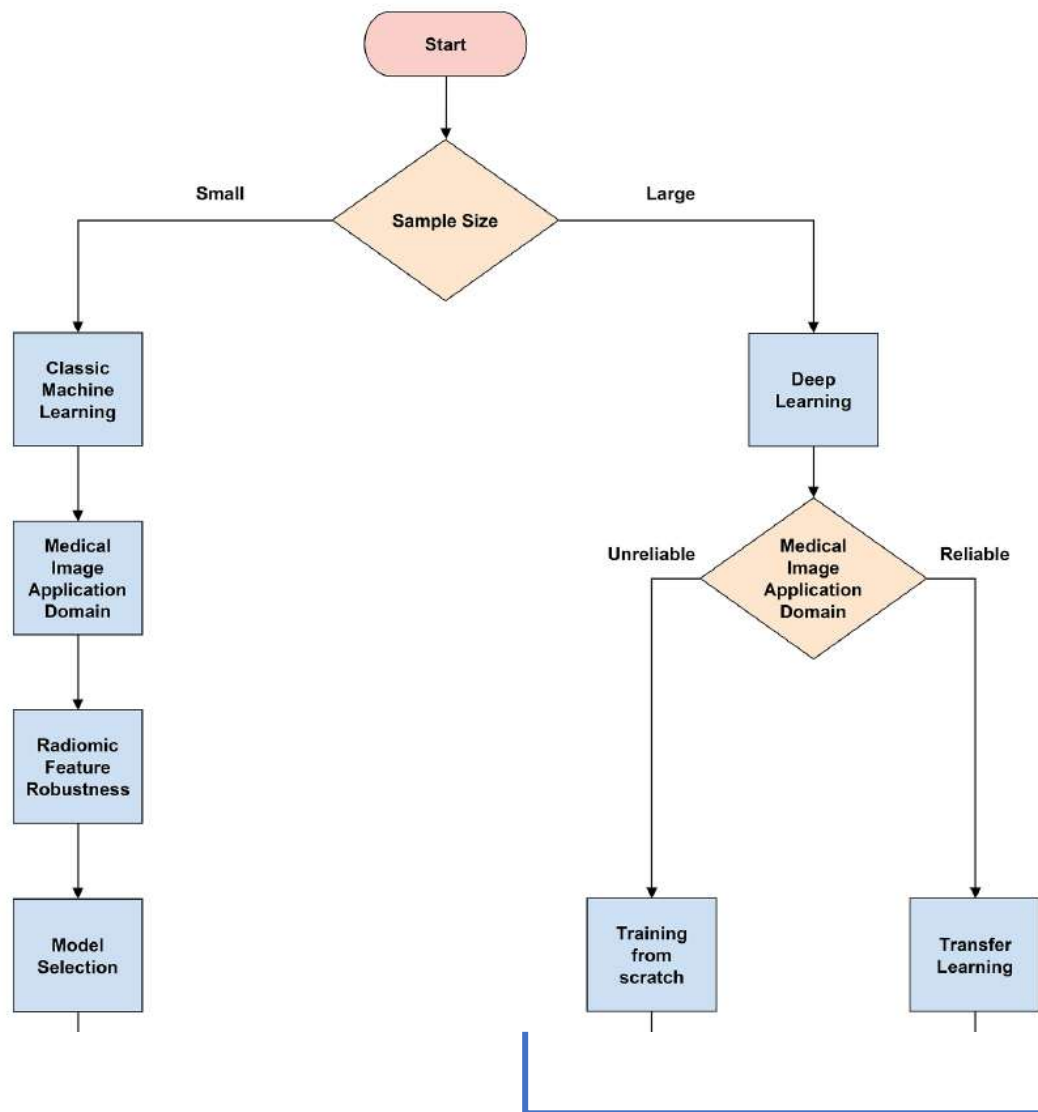 Start
Small
Large
Sample Size
Classic
Machine
Learning
Deep
Learning
Medical
Image
Application
Domain
Unreliable
Medical
Image
Application
Domain
Reliable
Radiomic
Feature
Robustness
Model
Selection
Training
from
scratch
Transfer
Learning